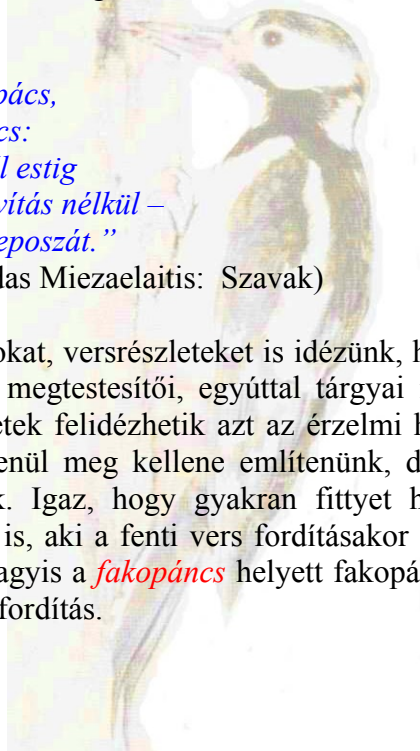 pács,
cs:
l estig
vítás nélkül –
eposzát.”
das Miezaelaitis: Szavak)
okat, versrészleteket is idézünk, h
megtestesítői, egyúttal tárgyai
etek felidézhetik azt az érzelmi h
enül meg kellene említenünk, d
k. Igaz, hogy gyakran fittyet h
is, aki a fenti vers fordításakor
agyis a fakopáncs helyett fakopá
fordítás.